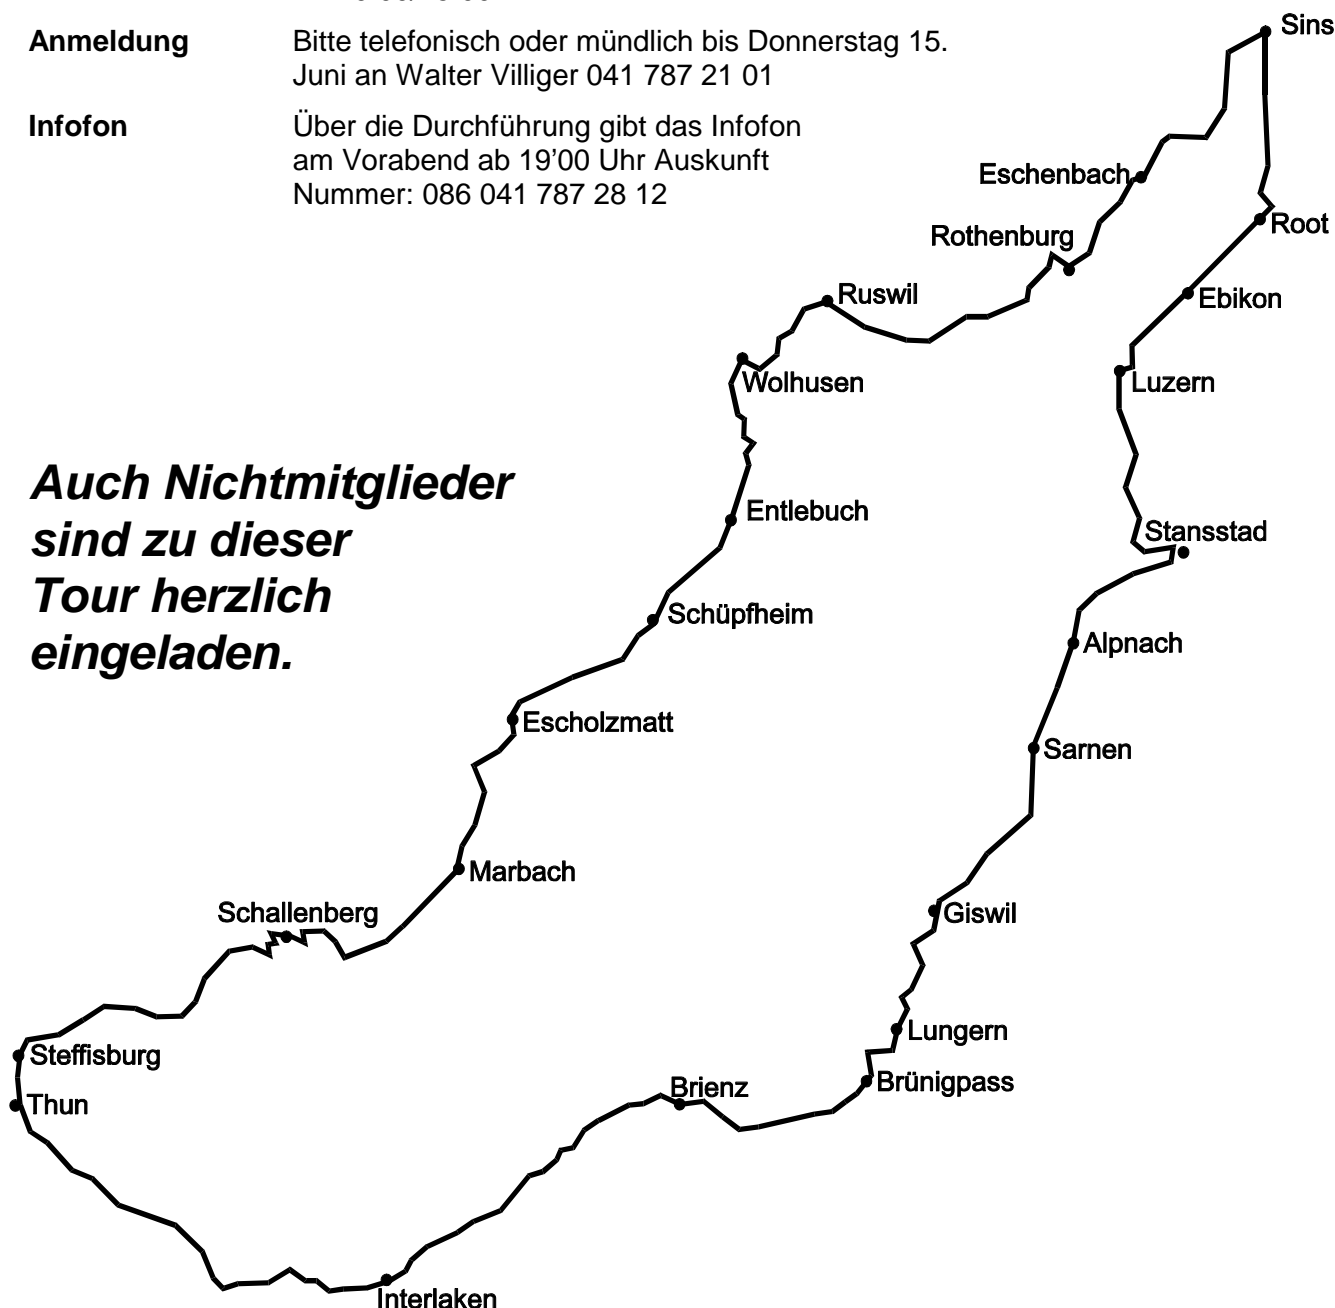 Anmeldung Bitte telefonisch oder mündlich bis Donnerstag 15.
Juni an Walter Villiger 041 787 21 01
Infofon Über die Durchführung gibt das Infofon
am Vorabend ab 19’00 Uhr Auskunft
Nummer: 086 041 787 28 12
Auch Nichtmitglieder
sind zu dieser
Tour herzlich
eingeladen.
Sins
Eschenbach
Root
Rothenburg
Ruswil
Ebikon
Wolhusen
Luzern
Entlebuch
Stansstad
Schüpfheim
Alpnach
Escholzmatt
Sarnen
Marbach
Schallenberg
Giswil
Lungern
Steffisburg
Brünigpass
Brienz
Thun
Interlaken